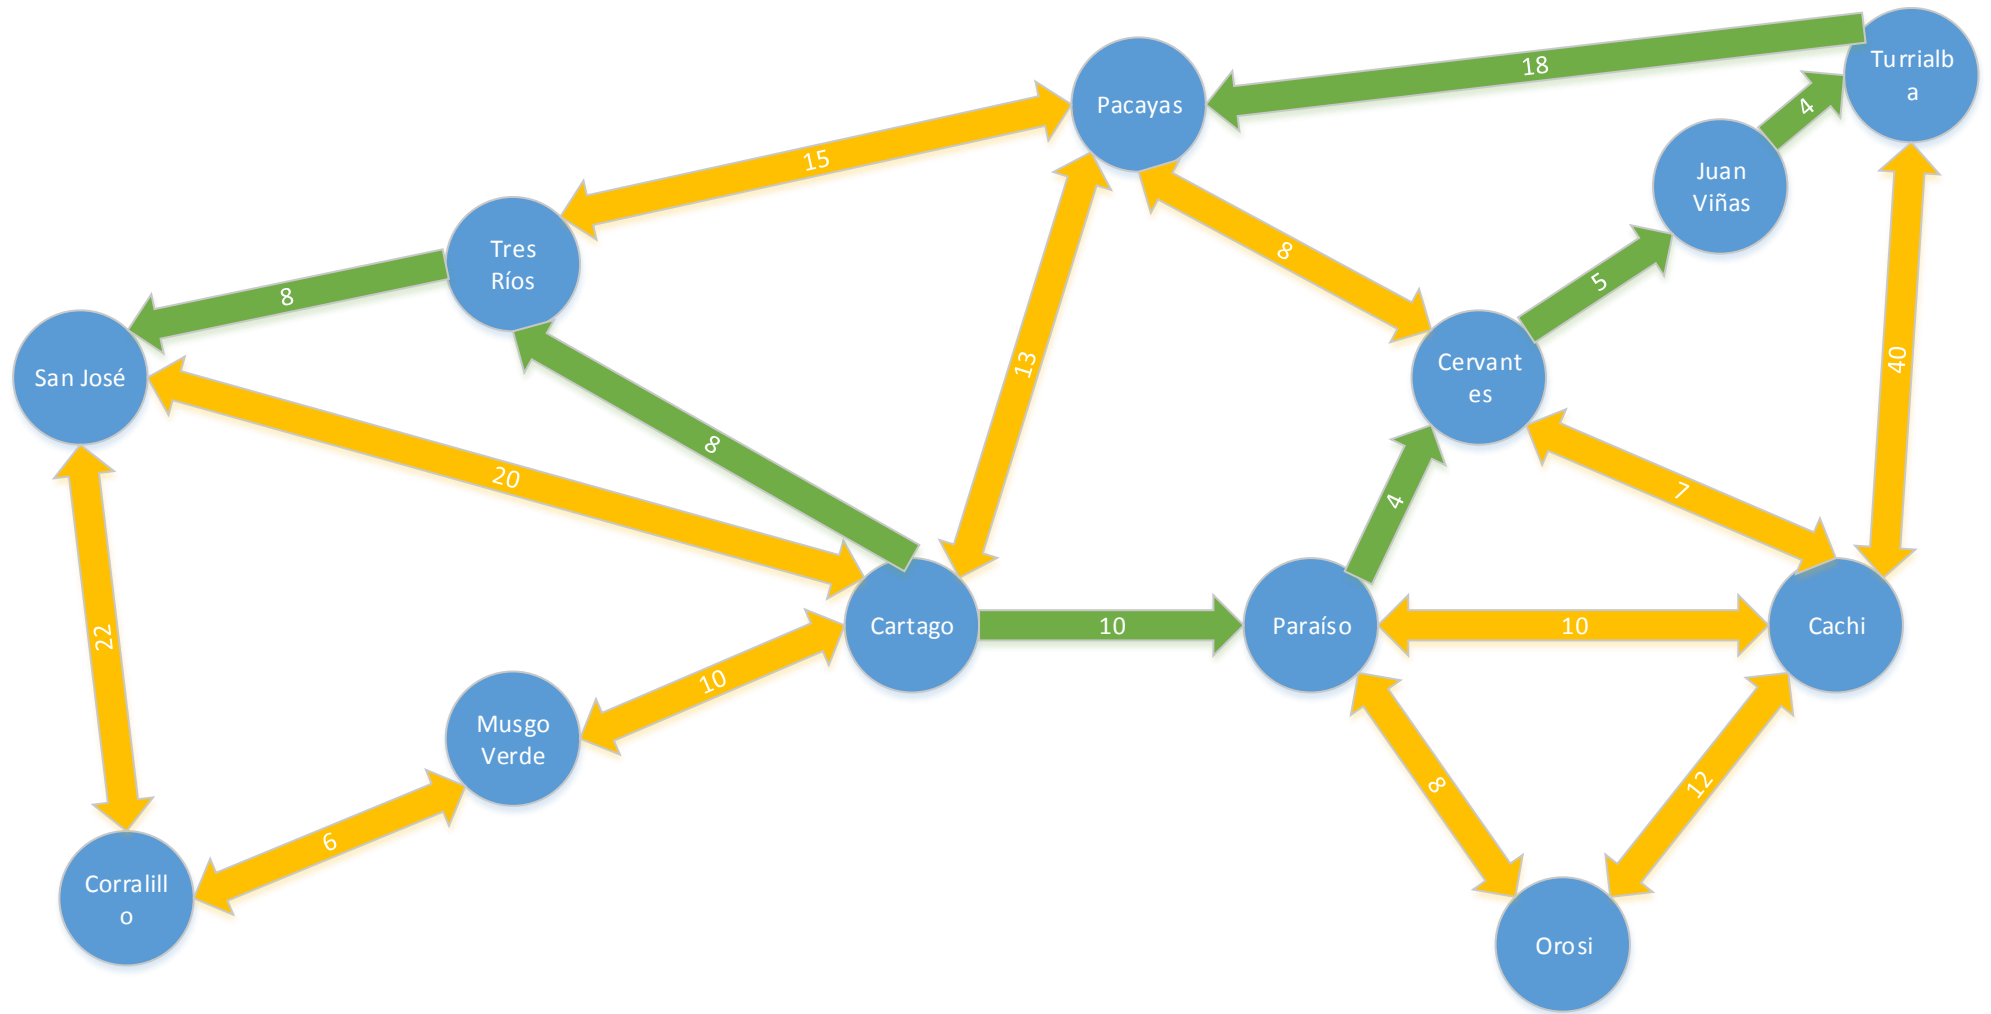 Turrialb
a
18
Pacayas
4
15
Juan
Viñas
Tres
Ríos
8
5
8
San José
13
40
Cervant
es
8
20
7
4
Cartago
10
Paraíso
10
Cachi
22
10
Musgo
Verde
8
12
6
Corralill
o
Orosi